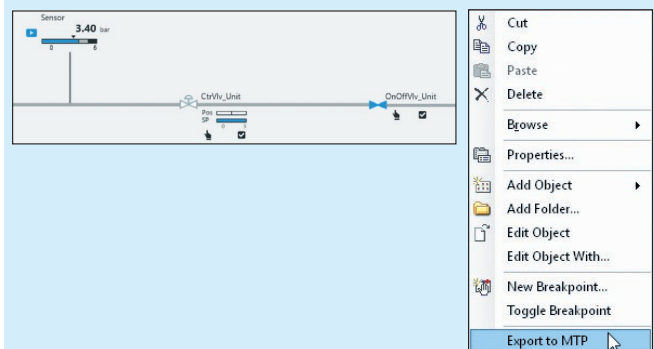 Sensor
3.40 bar
0 6
CtrVlv_Unit
Pos
SP
0 5
OnOffVlv_Unit
Cut
Copy
Paste
Delete
Browse
Properties...
Add Object
Add Folder...
Edit Object
Edit Object With...
New Breakpoint...
Toggle Breakpoint
Export to MTP